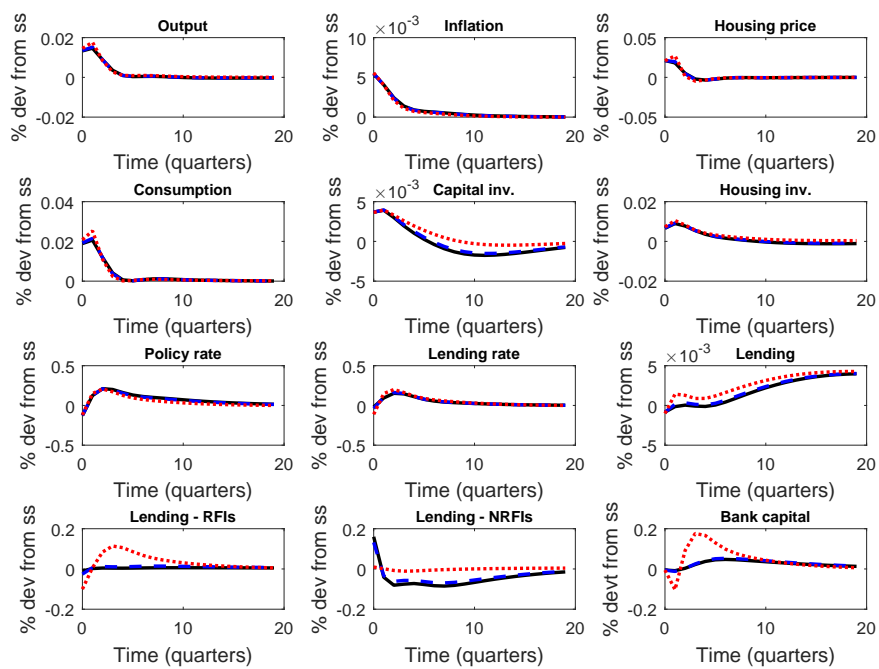 Output
Inflation
Housing price
% dev from ss
0.02
0
-0.02
0
10
20
Time (quarters)
% dev from ss
×10⁻³
10
5
0
0
10
20
Time (quarters)
% dev from ss
0.05
0
-0.05
0
10
20
Time (quarters)
Consumption
Capital inv.
Housing inv.
% dev from ss
0.04
0.02
0
0
10
20
Time (quarters)
% dev from ss
×10⁻³
5
0
-5
0
10
20
Time (quarters)
% dev from ss
0.02
0
-0.02
0
10
20
Time (quarters)
Policy rate
Lending rate
Lending
% dev from ss
0.5
0
-0.5
0
10
20
Time (quarters)
% dev from ss
0.5
0
-0.5
0
10
20
Time (quarters)
% dev from ss
×10⁻³
5
0
-5
0
10
20
Time (quarters)
Lending - RFIs
Lending - NRFIs
Bank capital
% dev from ss
0.2
0
-0.2
0
10
20
Time (quarters)
% dev from ss
0.2
0
-0.2
0
10
20
Time (quarters)
% devt from ss
0.2
0
-0.2
0
10
20
Time (quarters)